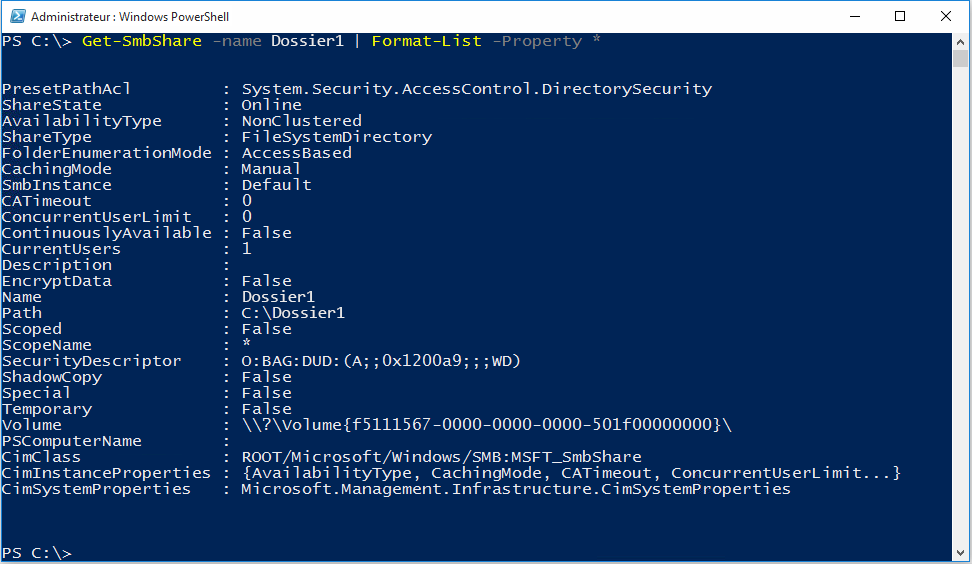 Administrateur : Windows PowerShell
PS C:\> Get-SmbShare -name Dossier1 | Format-List -Property *
PresetPathAcl         : System.Security.AccessControl.DirectorySecurity
ShareState            : Online
AvailabilityType      : NonClustered
ShareType             : FileSystemDirectory
FolderEnumerationMode : AccessBased
CachingMode           : Manual
SmbInstance           : Default
CATimeout             : 0
ConcurrentUserLimit   : 0
ContinuouslyAvailable : False
CurrentUsers          : 1
Description           :
EncryptData           : False
Name                  : Dossier1
Path                  : C:\Dossier1
Scoped                : False
ScopeName             : *
SecurityDescriptor    : O:BAG:DUD:(A;;0x1200a9;;;WD)
ShadowCopy            : False
Special               : False
Temporary             : False
Volume                : \\?\Volume{f5111567-0000-0000-0000-501f00000000}\
PSComputerName        :
CimClass              : ROOT/Microsoft/Windows/SMB:MSFT_SmbShare
CimInstanceProperties : {AvailabilityType, CachingMode, CATimeout, ConcurrentUserLimit...}
CimSystemProperties   : Microsoft.Management.Infrastructure.CimSystemProperties
PS C:\>